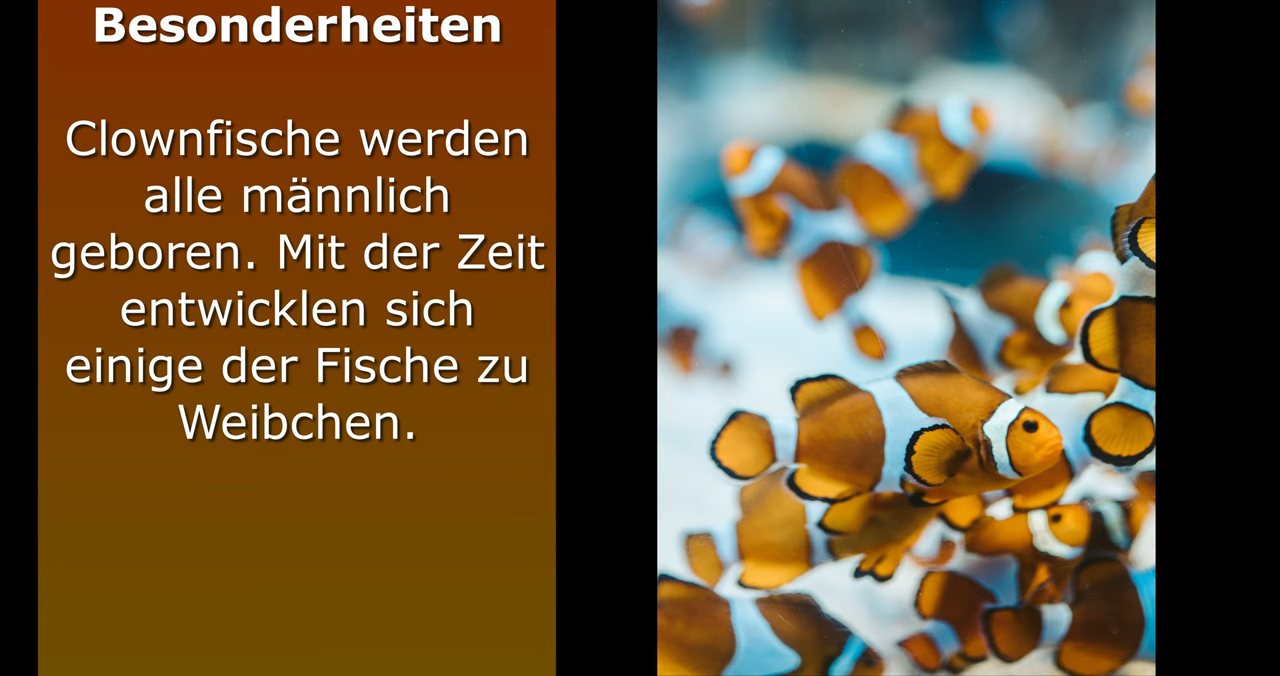 Besonderheiten
Clownfische werden
alle männlich
geboren. Mit der Zeit
entwicklen sich
einige der Fische zu
Weibchen.